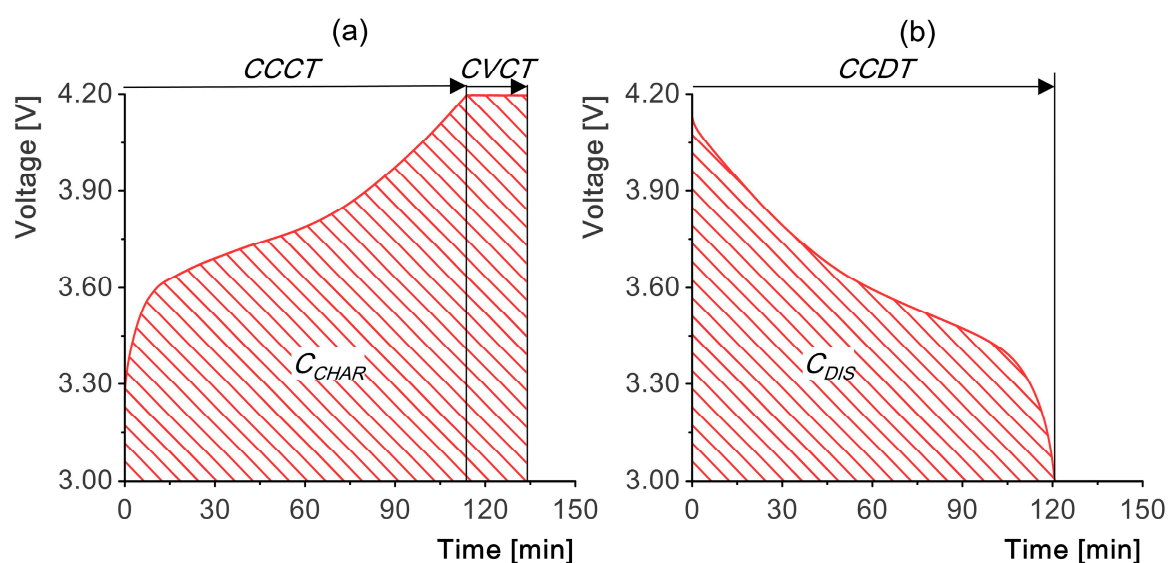 (a)
CCCT CVCT
4.20
3.90
3.60
3.30
3.00
Voltage [V]
C_CHAR
0 30 60 90 120 150
Time [min]
(b)
CCDT
4.20
3.90
3.60
3.30
3.00
Voltage [V]
C_DIS
0 30 60 90 120 150
Time [min]